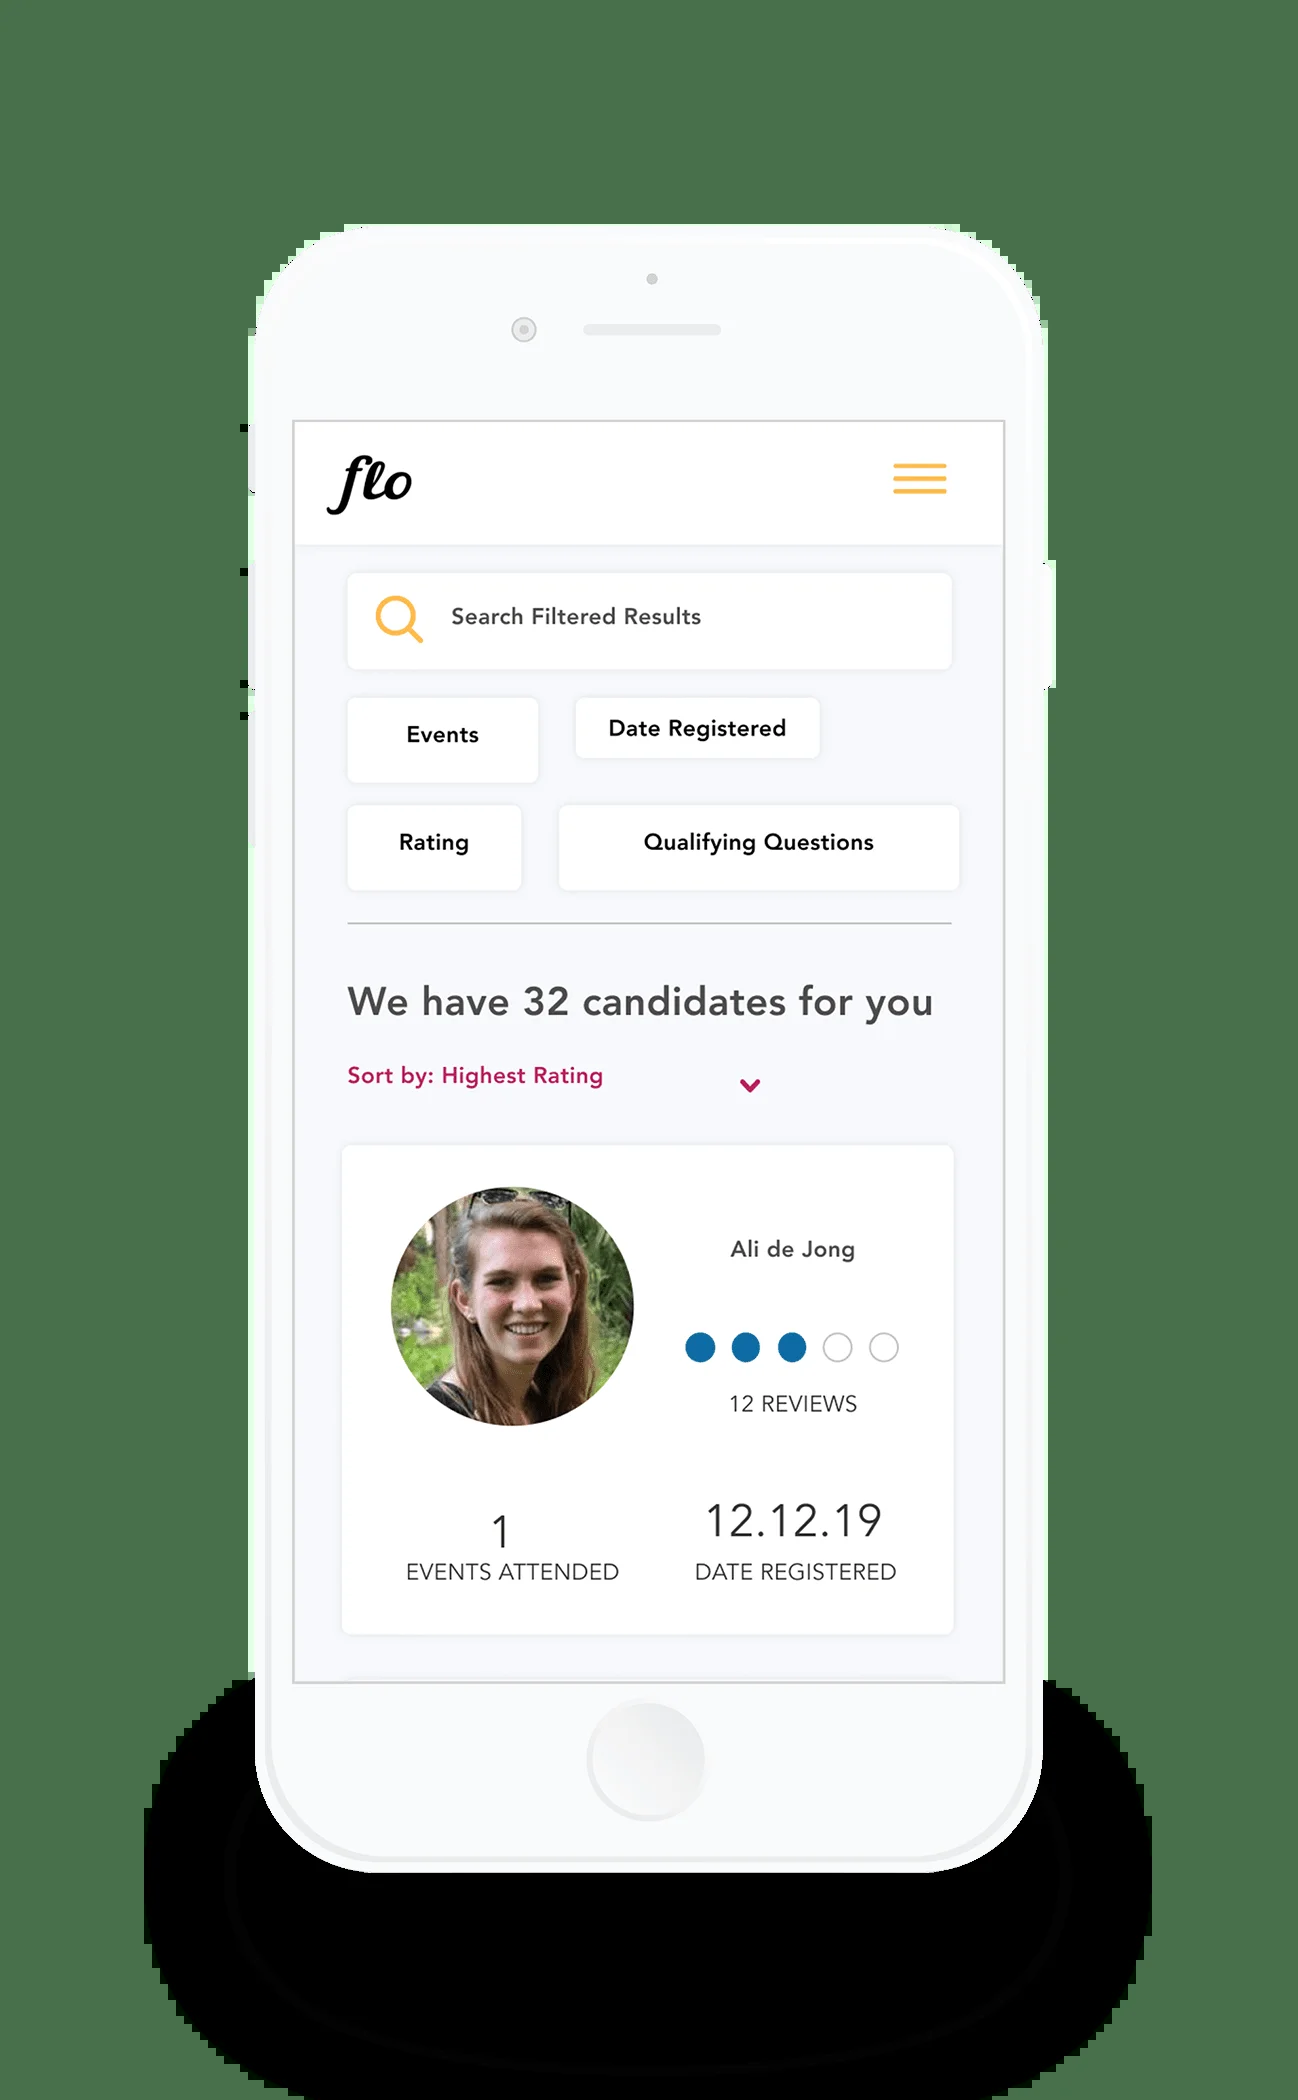 flo
Search Filtered Results
Events
Date Registered
Rating
Qualifying Questions
We have 32 candidates for you
Sort by: Highest Rating
Ali de Jong
12 REVIEWS
1
EVENTS ATTENDED
12.12.19
DATE REGISTERED